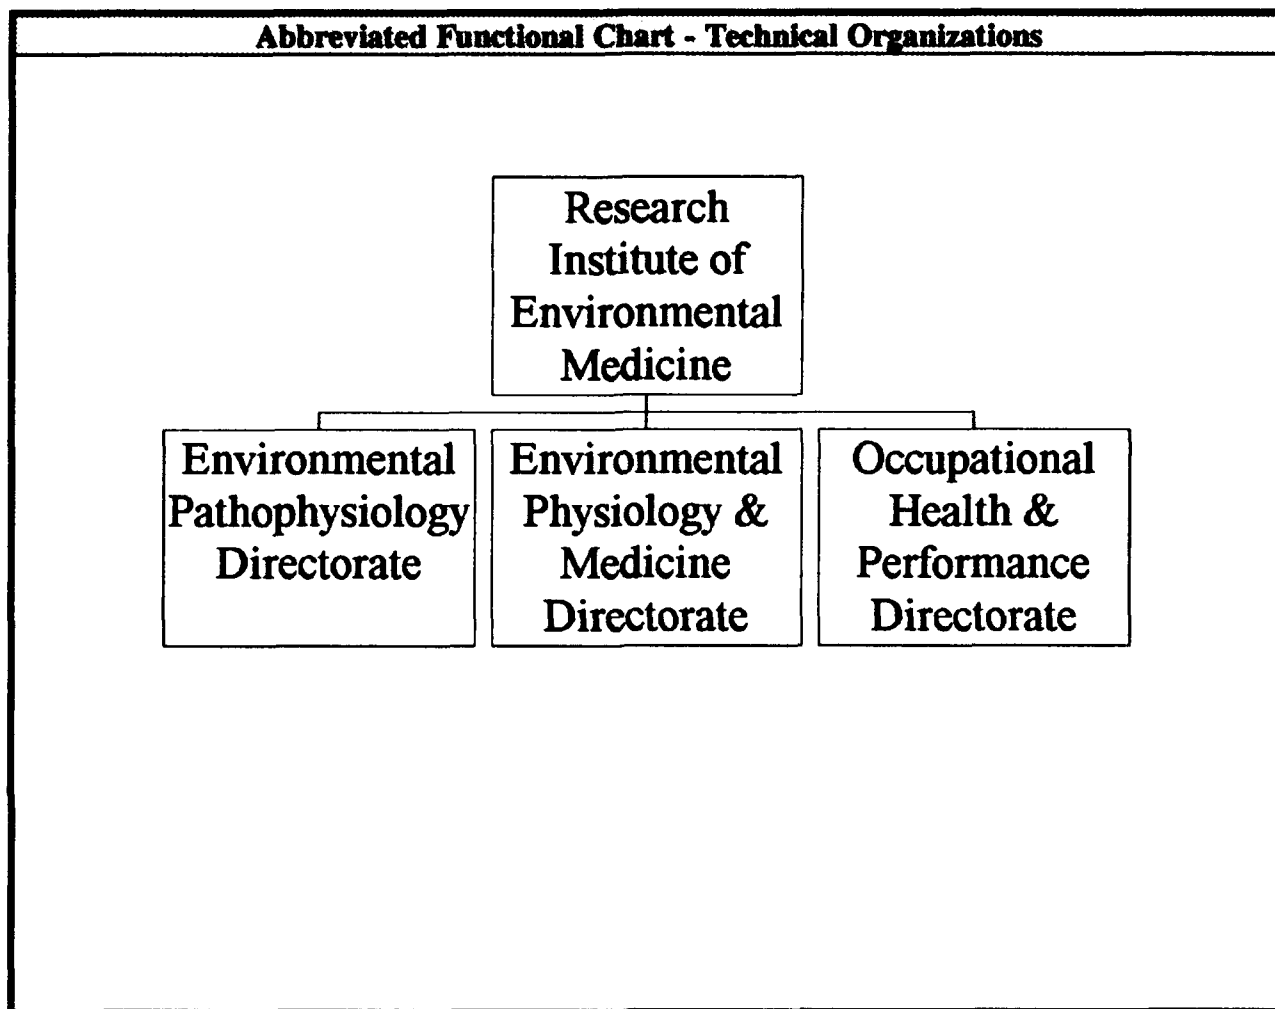 Abbreviated Functional Chart - Technical Organizations
Research
Institute of
Environmental
Medicine
Environmental
Pathophysiology
Directorate
Environmental
Physiology &
Medicine
Directorate
Occupational
Health &
Performance
Directorate